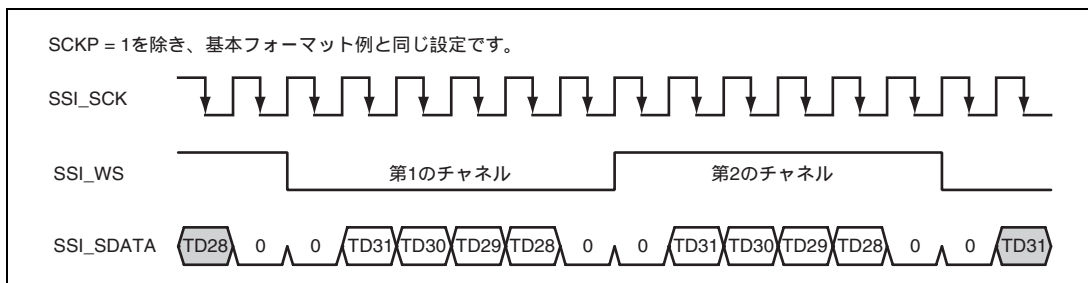 SCKP = 1を除き、基本フォーマット例と同じ設定です。
SSI_SCK
SSI_WS 第1のチャネル 第2のチャネル
SSI_SDATA TD28 0 0 TD31 TD30 TD29 TD28 0 0 TD31 TD30 TD29 TD28 0 0 TD31